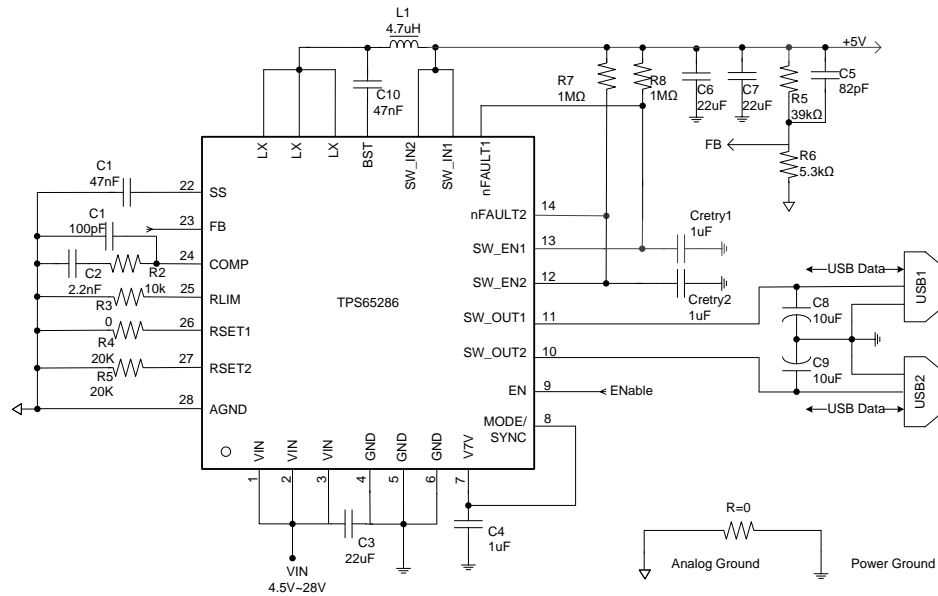 L1
4.7uH
+5V
C10
47nF
R7
1MΩ
R8
1MΩ
C6
22uF
C7
22uF
R5
39kΩ
C5
82pF
FB
R6
5.3kΩ
LX
LX
LX
BST
SW_IN2
SW_IN1
nFAULT1
C1
47nF
22
SS
C1
100pF
23
FB
24
COMP
C2
2.2nF
R2
10k
25
RLIM
R3
0
26
RSET1
R4
20K
27
RSET2
R5
20K
28
AGND
TPS65286
nFAULT2
14
SW_EN1
13
SW_EN2
12
SW_OUT1
11
SW_OUT2
10
EN
9
ENable
MODE/
SYNC
8
Cretry1
1uF
Cretry2
1uF
USB Data
USB1
C8
10uF
C9
10uF
USB2
USB Data
VIN
VIN
VIN
GND
GND
GND
V7V
1
2
3
4
5
6
7
C3
22uF
C4
1uF
VIN
4.5V~28V
R=0
Analog Ground
Power Ground